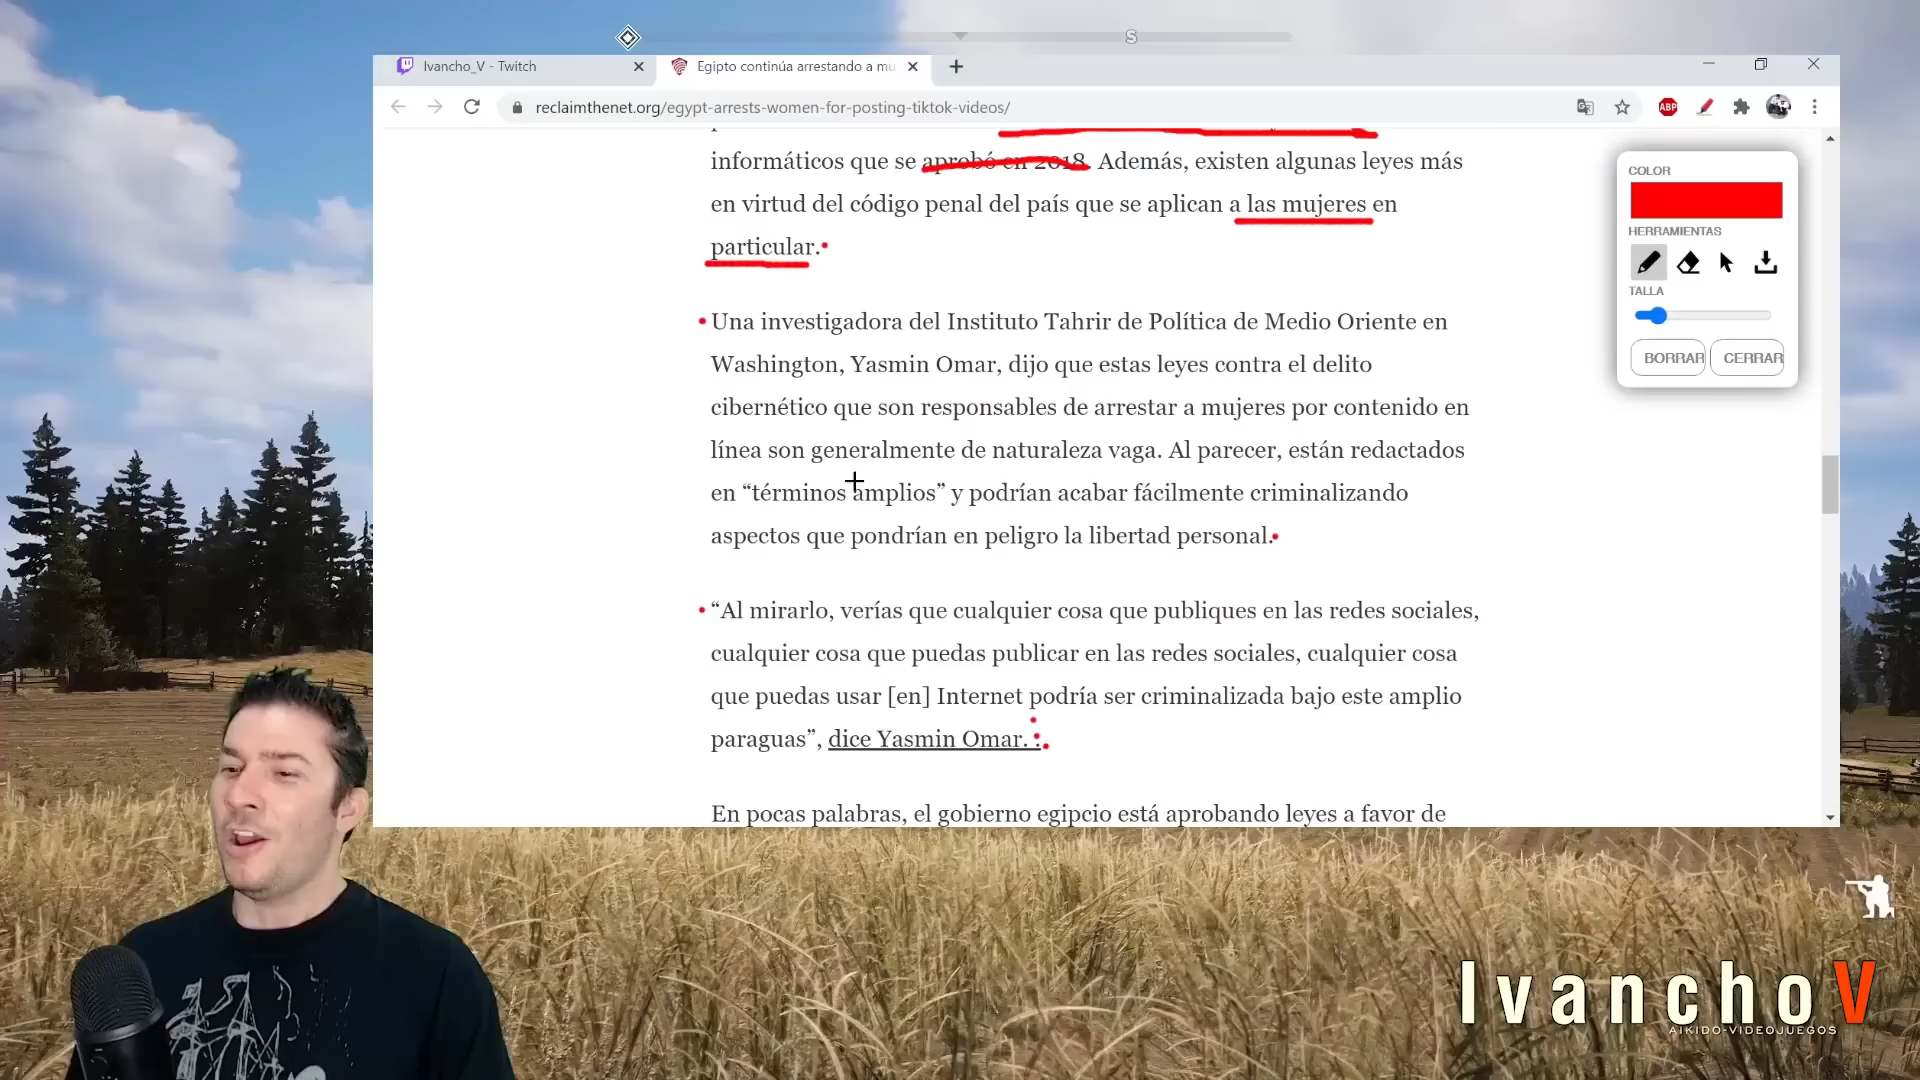 S
Ivancho_V - Twitch
Egipto continúa arrestando a mu
reclaimthenet.org/egypt-arrests-women-for-posting-tiktok-videos/
ABP
informáticos que se aprobó en 2018. Además, existen algunas leyes más
en virtud del código penal del país que se aplican a las mujeres en
particular.
Una investigadora del Instituto Tahrir de Política de Medio Oriente en
Washington, Yasmin Omar, dijo que estas leyes contra el delito
cibernético que son responsables de arrestar a mujeres por contenido en
línea son generalmente de naturaleza vaga. Al parecer, están redactados
en “términos amplios” y podrían acabar fácilmente criminalizando
aspectos que pondrían en peligro la libertad personal.
“Al mirarlo, verías que cualquier cosa que publiques en las redes sociales,
cualquier cosa que puedas publicar en las redes sociales, cualquier cosa
que puedas usar [en] Internet podría ser criminalizada bajo este amplio
paraguas”, dice Yasmin Omar. .
En pocas palabras, el gobierno egipcio está aprobando leyes a favor de
COLOR
HERRAMIENTAS
TALLA
BORRAR CERRAR
IvanchoV
AIKIDO-VIDEOJUEGOS